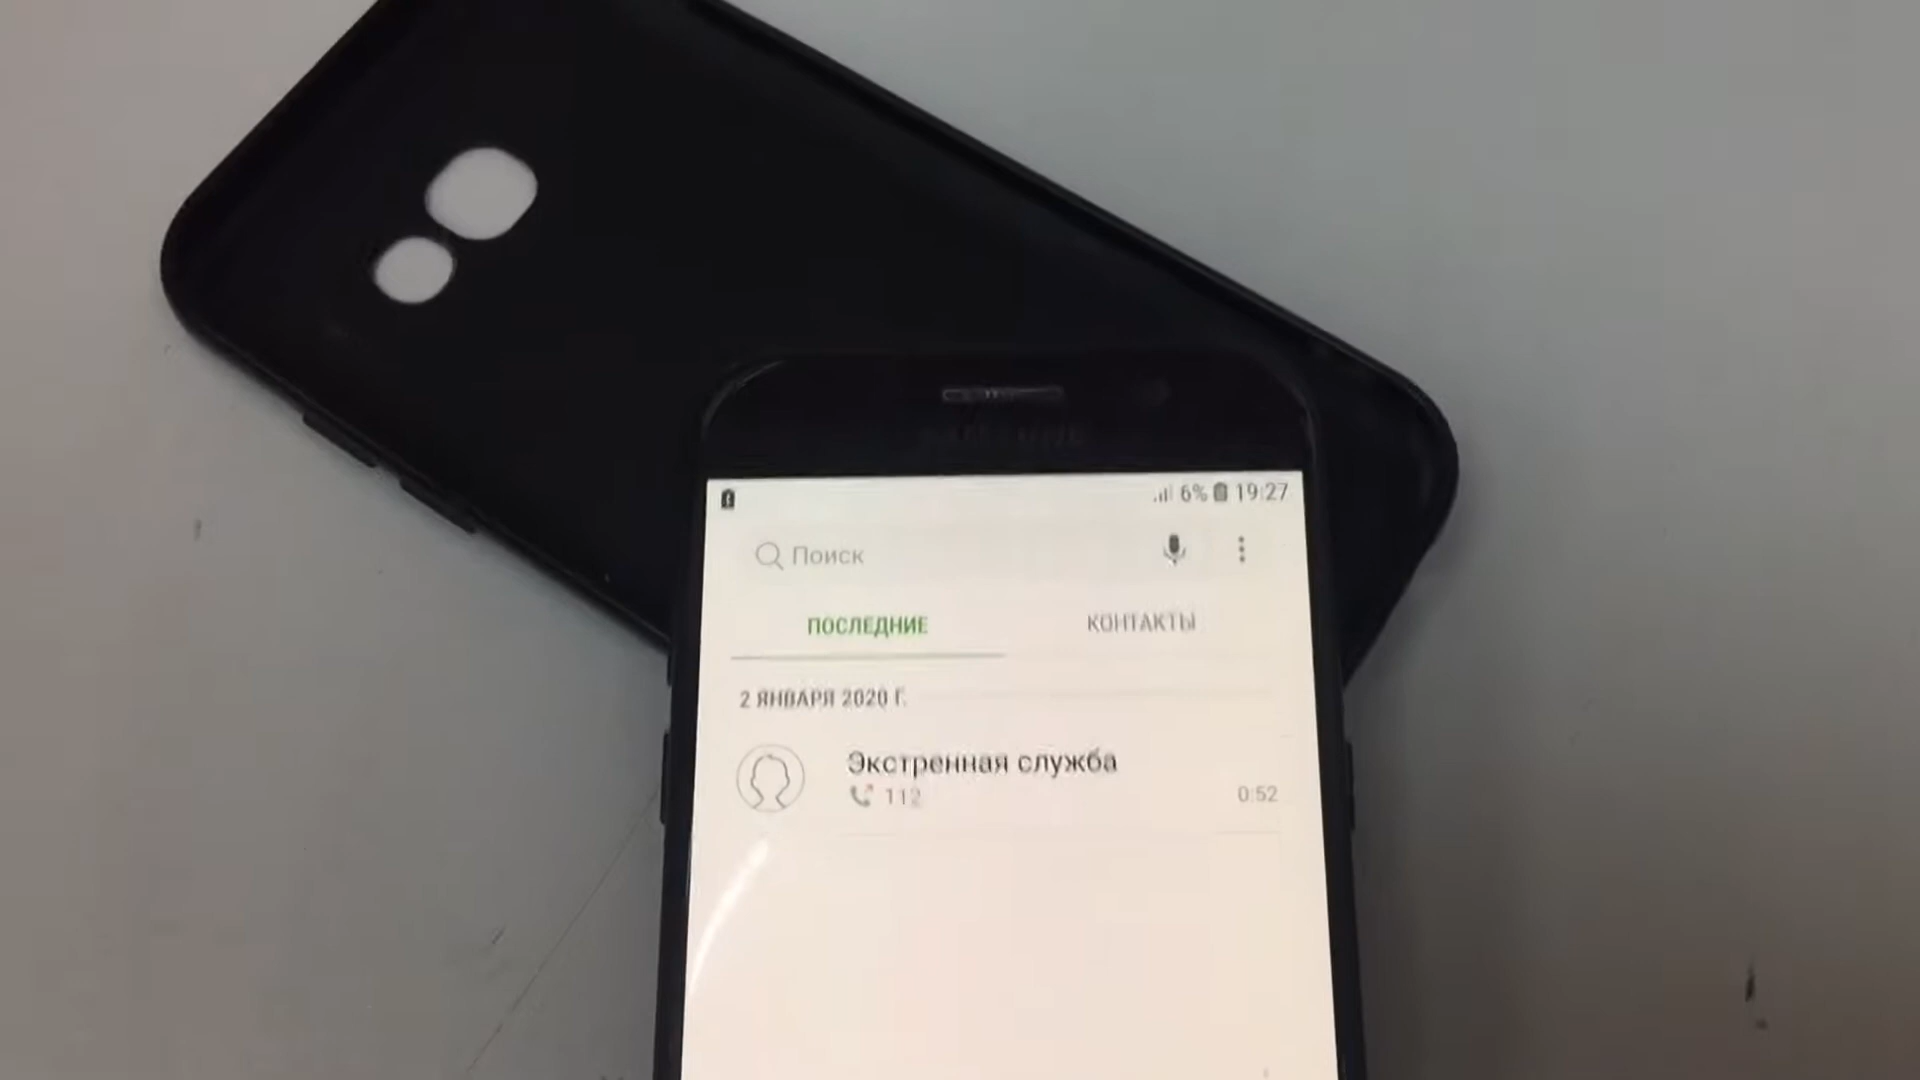 6% 19:27
Поиск
ПОСЛЕДНИЕ КОНТАКТЫ
2 ЯНВАРЯ 2020 Г.
Экстренная служба
112 0:52